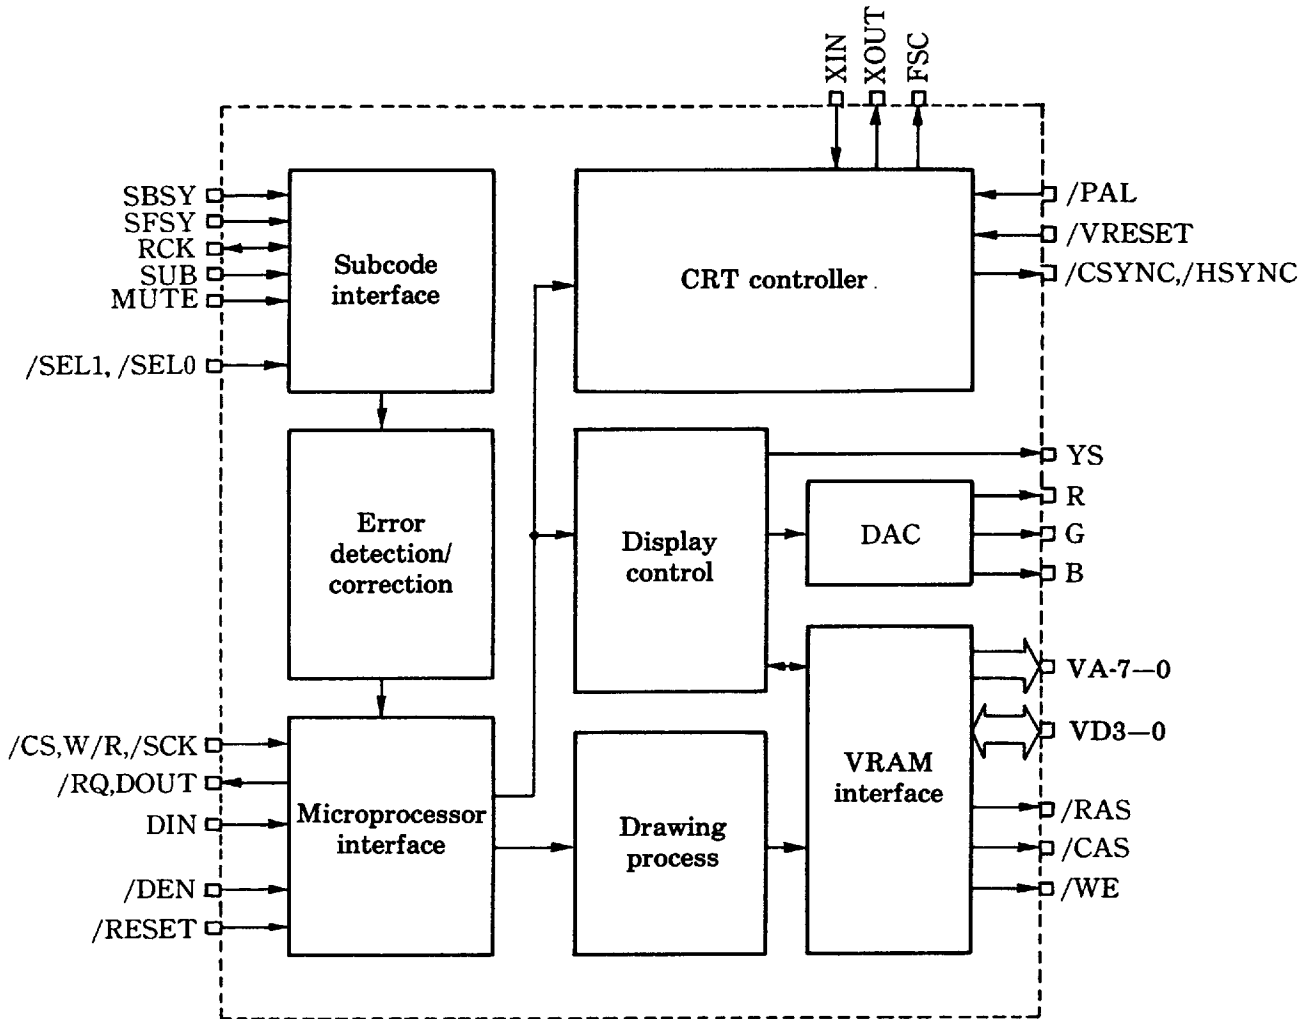 XIN
XOUT
FSC
SBSY
SFSY
RCK
SUB
MUTE
/SEL1, /SEL0
Subcode
interface
CRT controller
/PAL
/VRESET
/CSYNC,/HSYNC
Error
detection/
correction
Display
control
DAC
YS
R
G
B
VA-7—0
VD3—0
/CS,W/R,/SCK
/RQ,DOUT
DIN
/DEN
/RESET
Microprocessor
interface
Drawing
process
VRAM
interface
/RAS
/CAS
/WE